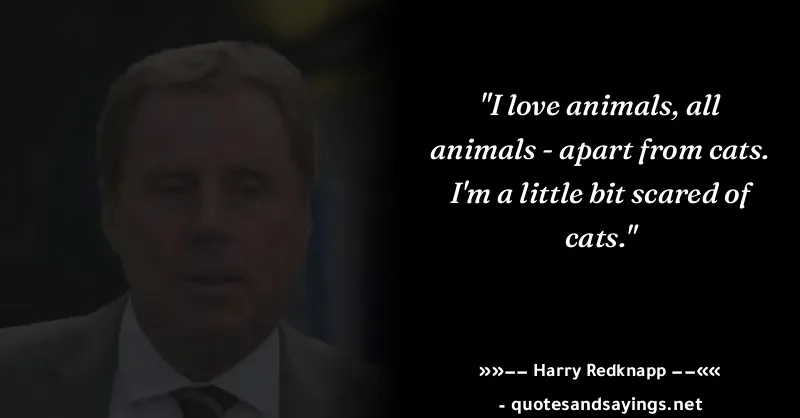 "I love animals, all
animals - apart from cats.
I'm a little bit scared of
cats."
»»−− Harry Redknapp −−««
- quotesandsayings.net